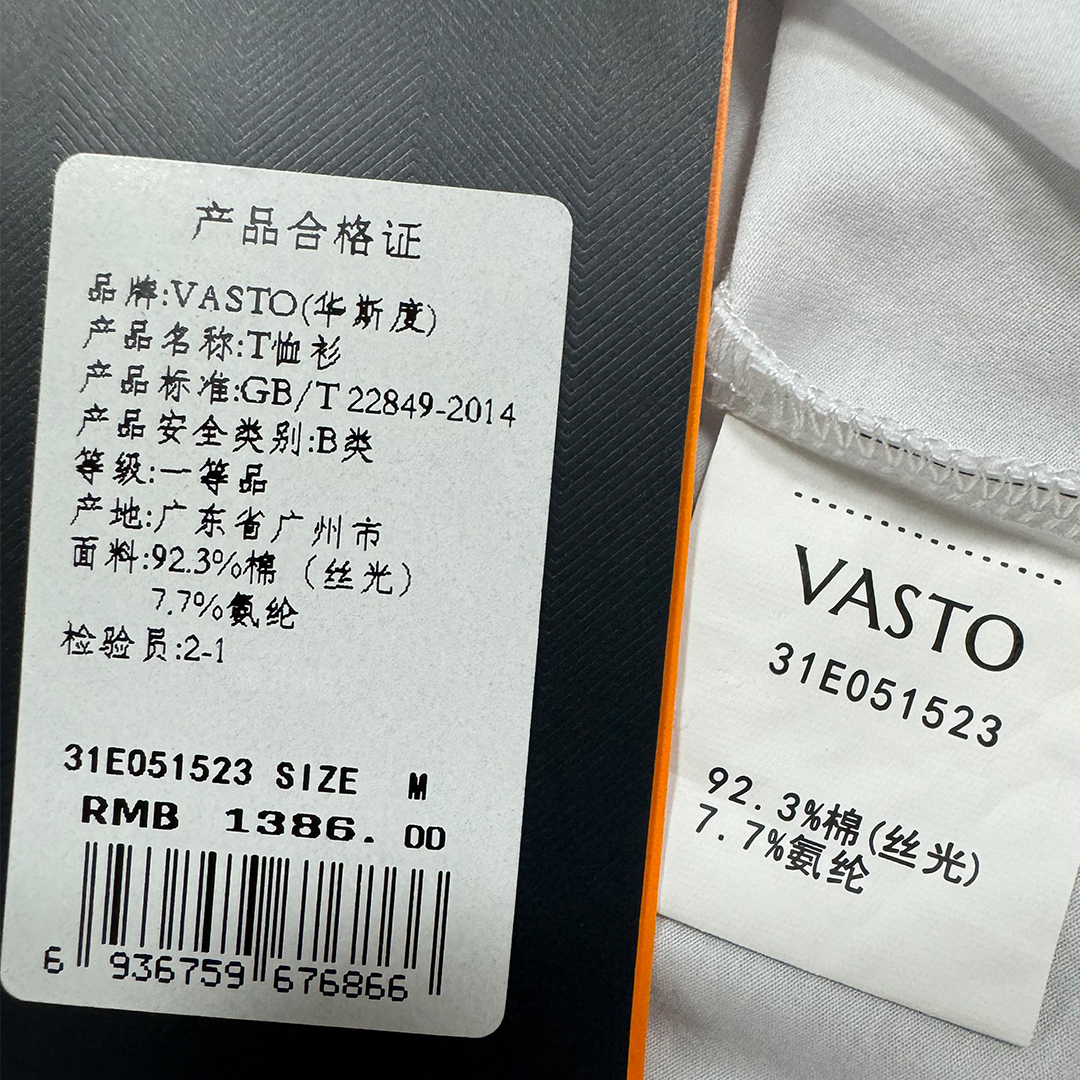 产品合格证
品牌:VASTO(华斯度)
产品名称:T恤衫
产品标准:GB/T 22849-2014
产品安全类别:B类
等级:一等品
产地:广东省广州市
面料:92.3%棉（丝光）
7.7%氨纶
检验员:2-1
31E051523 SIZE M
RMB 1386.00
6 936759 676866
VASTO
31E051523
92.3%棉(丝光)
7.7%氨纶